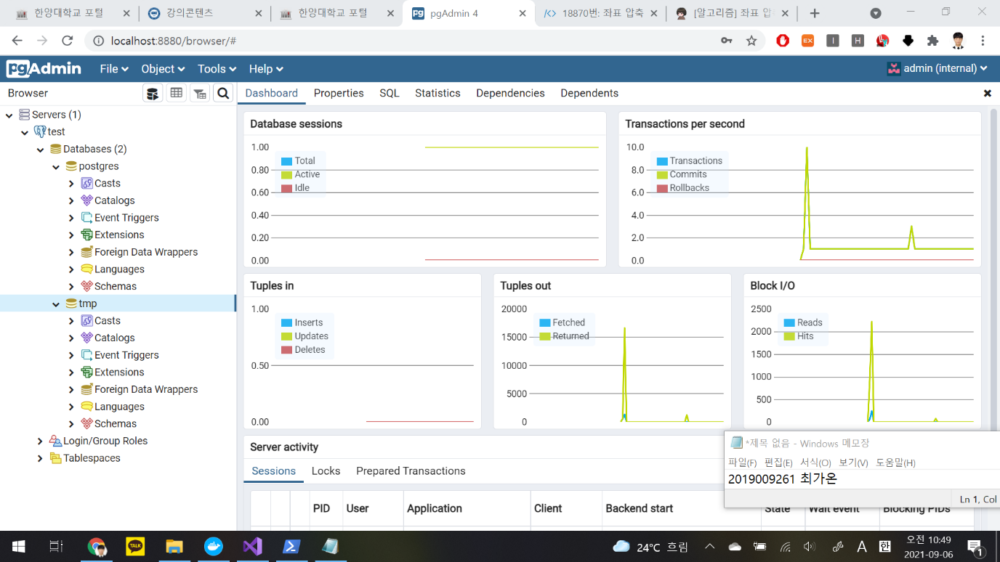 한양대학교 포털
강의콘텐츠
한양대학교 포털
pgAdmin 4
</> 18870번: 좌표 압축
[알고리즘] 좌표 압
localhost:8880/browser/#
EX
I
H
pgAdmin
File
Object
Tools
Help
admin (internal)
Browser
Dashboard
Properties
SQL
Statistics
Dependencies
Dependents
Servers (1)
test
Databases (2)
postgres
Casts
Catalogs
Event Triggers
Extensions
Foreign Data Wrappers
Languages
Schemas
tmp
Casts
Catalogs
Event Triggers
Extensions
Foreign Data Wrappers
Languages
Schemas
Login/Group Roles
Tablespaces
Database sessions
1.00
0.80
0.60
0.40
0.20
0.00
Total
Active
Idle
Transactions per second
10.0
8.0
6.0
4.0
2.0
0.0
Transactions
Commits
Rollbacks
Tuples in
1.00
0.50
0.00
Inserts
Updates
Deletes
Tuples out
20000
15000
10000
5000
0
Fetched
Returned
Block I/O
2500
2000
1500
1000
500
0
Reads
Hits
Server activity
Sessions
Locks
Prepared Transactions
PID
User
Application
Client
Backend start
State
Wait event
Blocking PIDs
*제목 없음 - Windows 메모장
파일(F) 편집(E) 서식(O) 보기(V) 도움말(H)
2019009261 최가온
Ln 1, Col
TALK
24°C 흐림
A
한
오전 10:49
2021-09-06
1